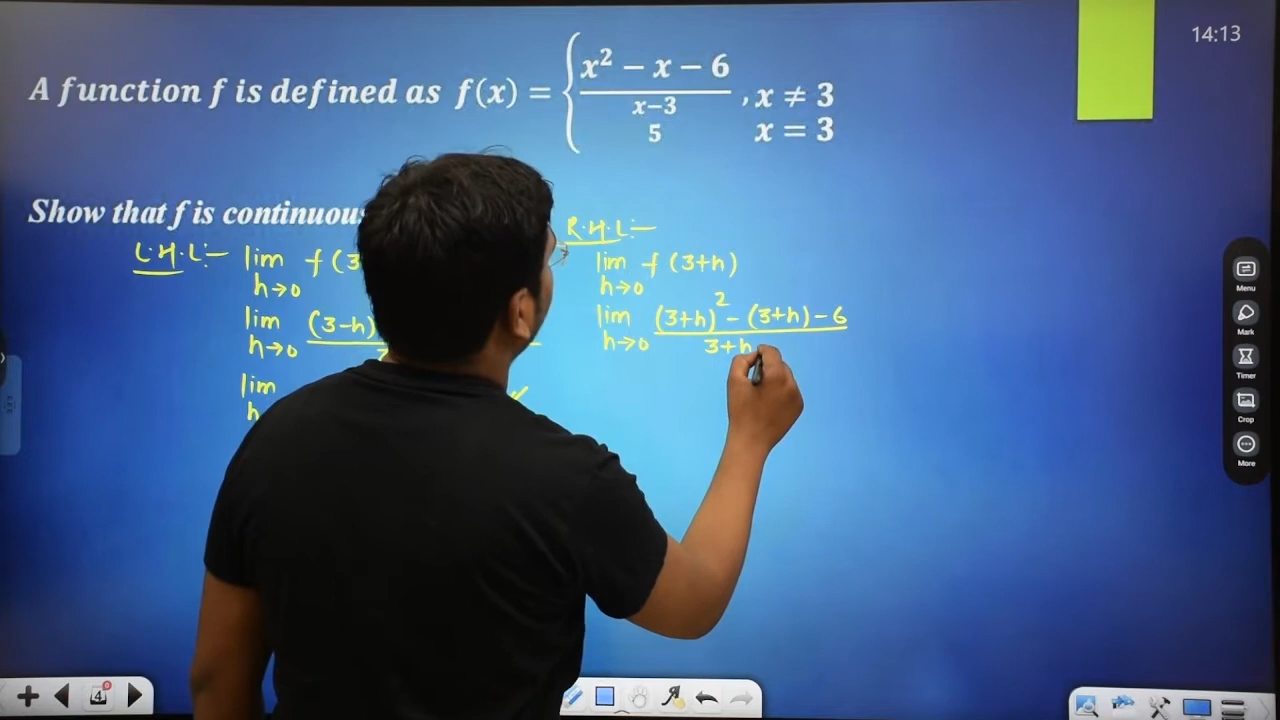 14:13
A function f is defined as f(x) = { x² − x − 6 / x−3 , x ≠ 3
5 x = 3
Show that f is continuous
L.H.L:- lim h→0 f(3
lim h→0 (3-h)
lim
h
R.H.L:-
lim h→0 f(3+h)
lim h→0 (3+h)² - (3+h) - 6 / 3+h
Menu
Mark
Timer
Crop
More
4